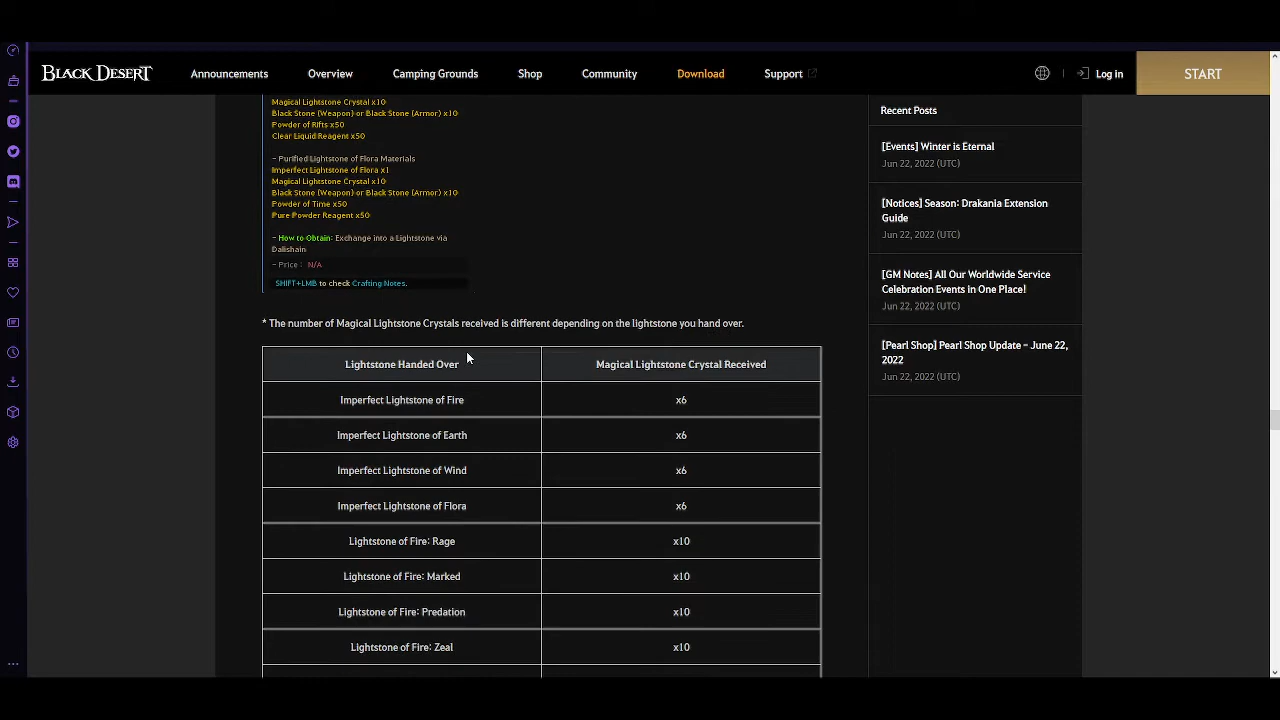 BLACK DESERT
Announcements
Overview
Camping Grounds
Shop
Community
Download
Support
Log in
START
Magical Lightstone Crystal x10
Black Stone (Weapon) or Black Stone (Armor) x10
Powder of Rifts x50
Clear Liquid Reagent x50
- Purified Lightstone of Flora Materials
Imperfect Lightstone of Flora x1
Magical Lightstone Crystal x10
Black Stone (Weapon) or Black Stone (Armor) x10
Powder of Time x50
Pure Powder Reagent x50
- How to Obtain: Exchange into a Lightstone via
Dalishain
- Price : N/A
SHIFT+LMB to check Crafting Notes.
* The number of Magical Lightstone Crystals received is different depending on the lightstone you hand over.
Lightstone Handed Over Magical Lightstone Crystal Received
Imperfect Lightstone of Fire x6
Imperfect Lightstone of Earth x6
Imperfect Lightstone of Wind x6
Imperfect Lightstone of Flora x6
Lightstone of Fire: Rage x10
Lightstone of Fire: Marked x10
Lightstone of Fire: Predation x10
Lightstone of Fire: Zeal x10
Recent Posts
[Events] Winter is Eternal
Jun 22, 2022 (UTC)
[Notices] Season: Drakania Extension
Guide
Jun 22, 2022 (UTC)
[GM Notes] All Our Worldwide Service
Celebration Events in One Place!
Jun 22, 2022 (UTC)
[Pearl Shop] Pearl Shop Update – June 22,
2022
Jun 22, 2022 (UTC)